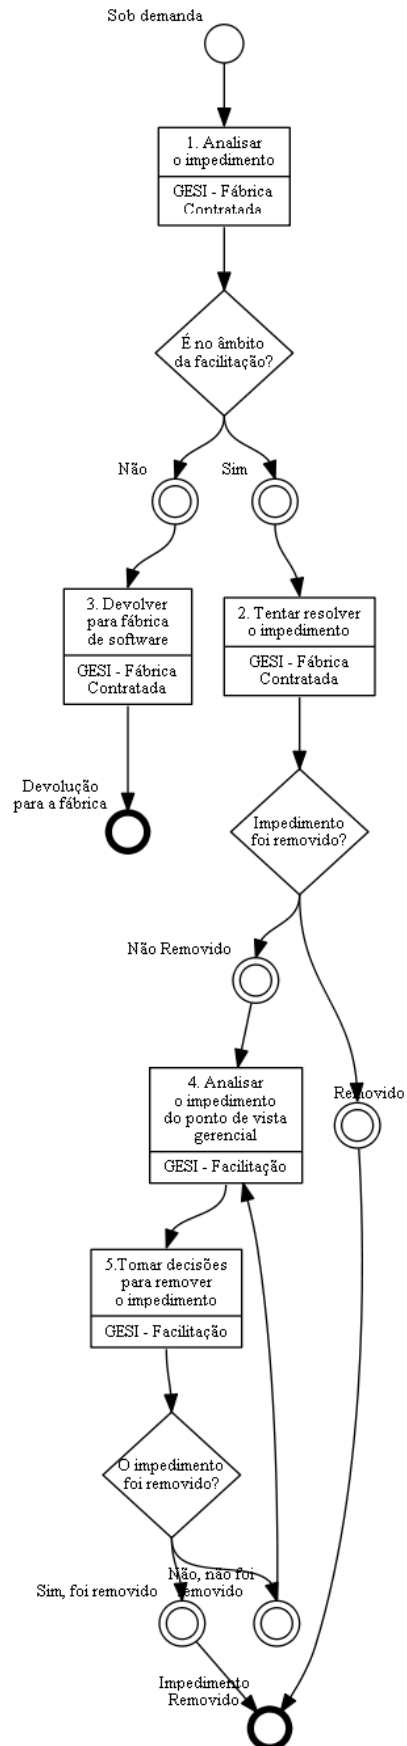 Sob demanda
1. Analisar
o impedimento
GESI - Fábrica
Contratada
É no âmbito
da facilitação?
Não
Sim
3. Devolver
para fábrica
de software
GESI - Fábrica
Contratada
2. Tentar resolver
o impedimento
GESI - Fábrica
Contratada
Devolução
para a fábrica
Impedimento
foi removido?
Não Removido
Removido
4. Analisar
o impedimento
do ponto de vista
gerencial
GESI - Facilitação
5.Tomar decisões
para remover
o impedimento
GESI - Facilitação
O impedimento
foi removido?
Sim, foi removido
Não, não foi
removido
Impedimento
Removido